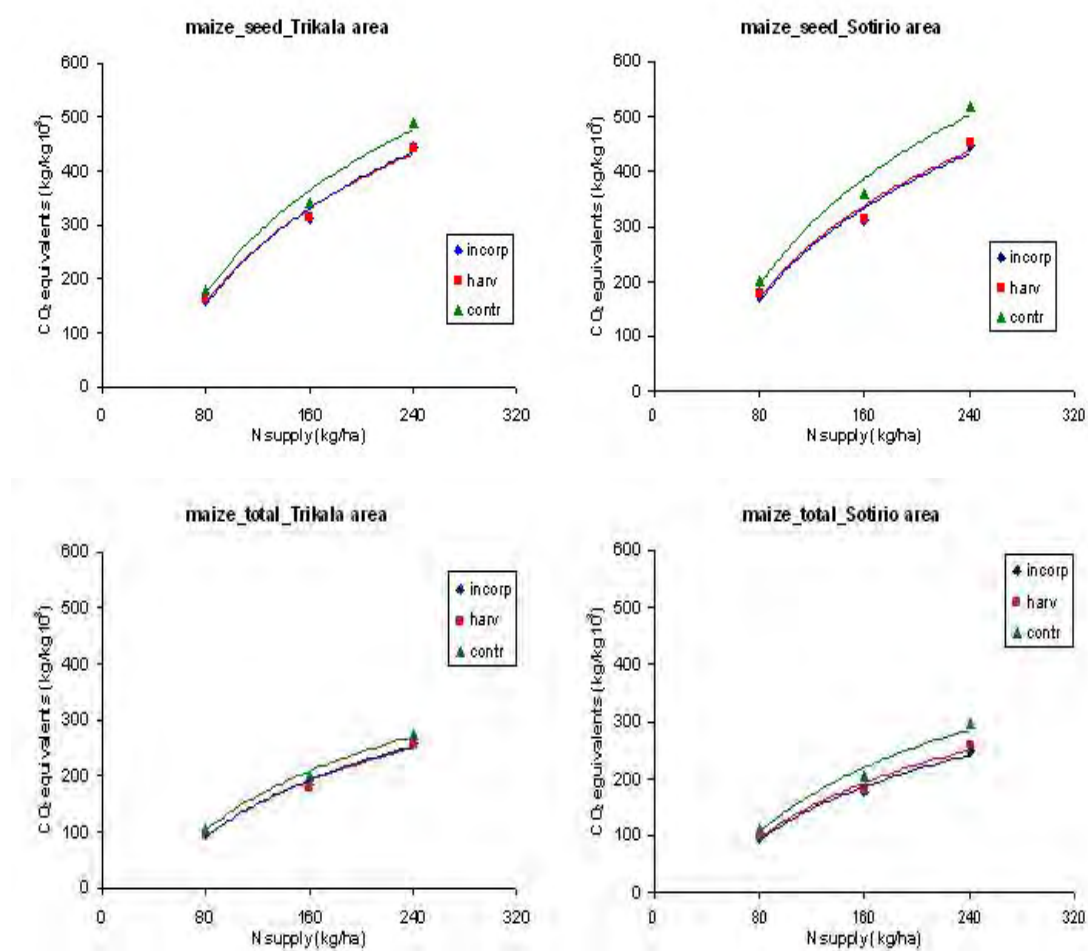 maize_seed_Trikala area
600
500
400
300
200
100
0
CO₂ equivalents (kg/kg10³)
0 80 160 240 320
N supply (kg/ha)
incorp
harv
contr
maize_seed_Sotirio area
600
500
400
300
200
100
0
CO₂ eguivalents (kg/kg10³)
0 80 160 240 320
N supply (kg/ha)
incorp
harv
contr
maize_total_Trikala area
600
500
400
300
200
100
0
CO₂ equivalents (kg/kg10³)
0 80 160 240 320
N supply (kg/ha)
incorp
harv
contr
maize_total_Sotirio area
600
500
400
300
200
100
0
CO₂ eguivalents (kg/kg10³)
0 80 160 240 320
N supply (kg/ha)
incorp
harv
contr